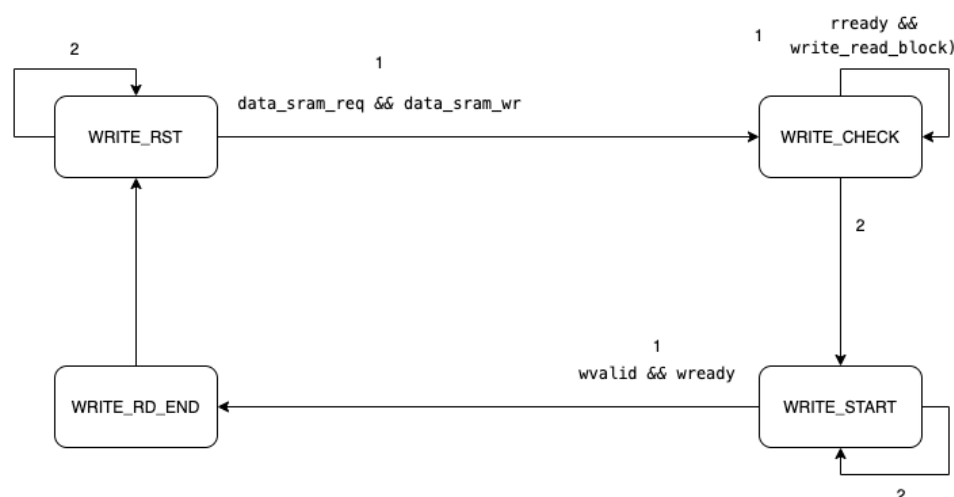 2
1
data_sram_req && data_sram_wr
1
rready &&
write_read_block)
WRITE_RST
WRITE_CHECK
2
1
wvalid && wready
WRITE_RD_END
WRITE_START
2